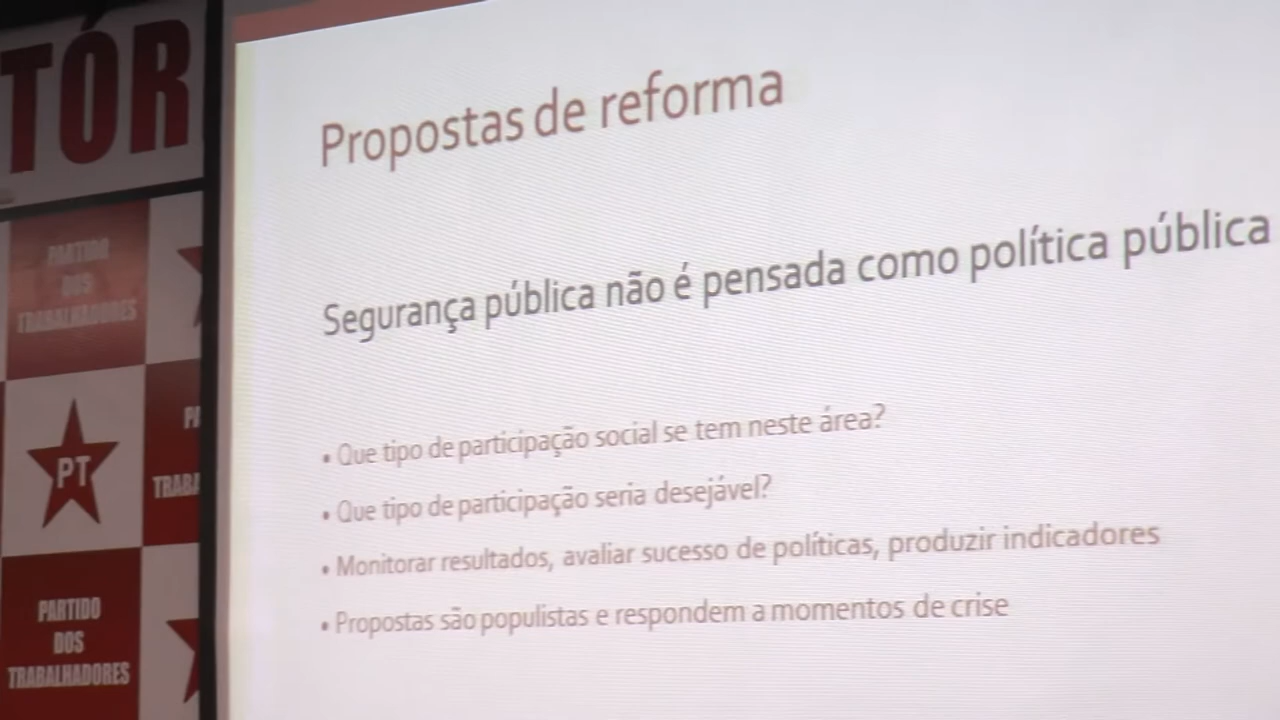 TÓR
PARTIDO
DOS
TRABALHADORES
PT
PARTIDO
DOS
TRABALHADORES
Propostas de reforma
Segurança pública não é pensada como política pública
• Que tipo de participação social se tem neste área?
• Que tipo de participação seria desejável?
• Monitorar resultados, avaliar sucesso de políticas, produzir indicadores
• Propostas são populistas e respondem a momentos de crise